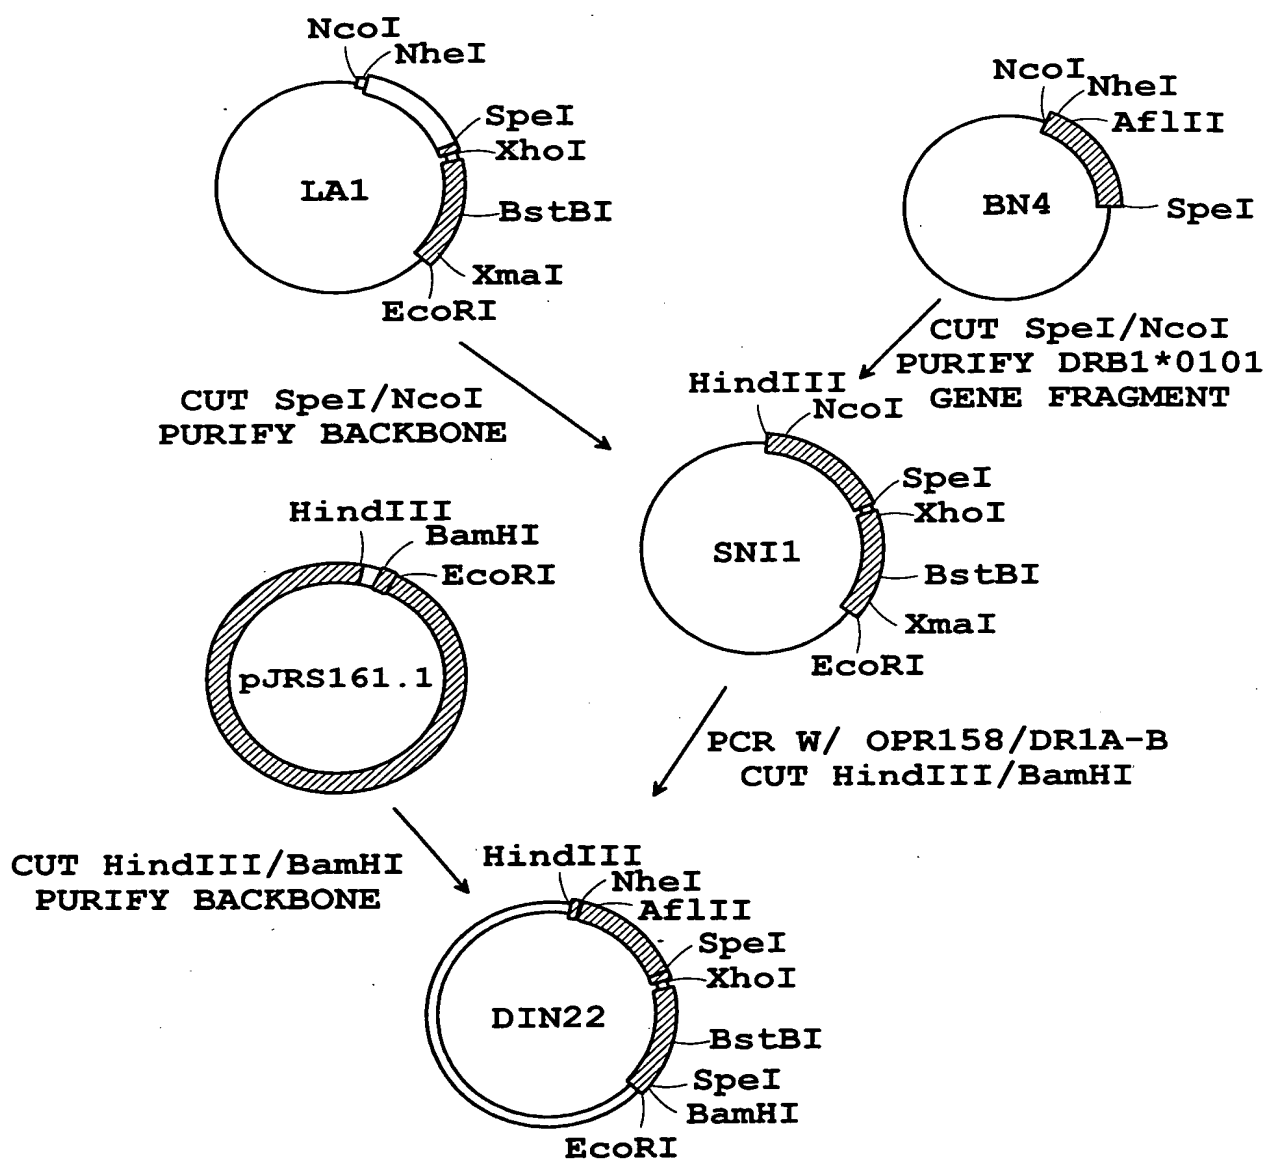 NcoI
NheI
SpeI
XhoI
LA1
BstBI
XmaI
EcoRI
NcoI
NheI
AflII
BN4
SpeI
CUT SpeI/NcoI
PURIFY DRB1*0101
GENE FRAGMENT
CUT SpeI/NcoI
PURIFY BACKBONE
HindIII
NcoI
SpeI
XhoI
SNI1
BstBI
XmaI
EcoRI
HindIII
BamHI
EcoRI
pJRS161.1
PCR W/ OPR158/DR1A-B
CUT HindIII/BamHI
CUT HindIII/BamHI
PURIFY BACKBONE
HindIII
NheI
AflII
SpeI
XhoI
DIN22
BstBI
SpeI
BamHI
EcoRI